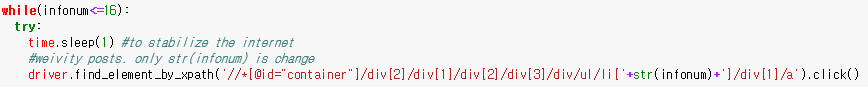 while(infonum<=16):
try:
time.sleep(1) #to stabilize the internet
#weivity posts. only str(infonum) is change
driver.find_element_by_xpath('//*[@id="container"]/div[2]/div[1]/div[2]/div[3]/div/ul/li['+str(infonum)+']/div[1]/a').click()